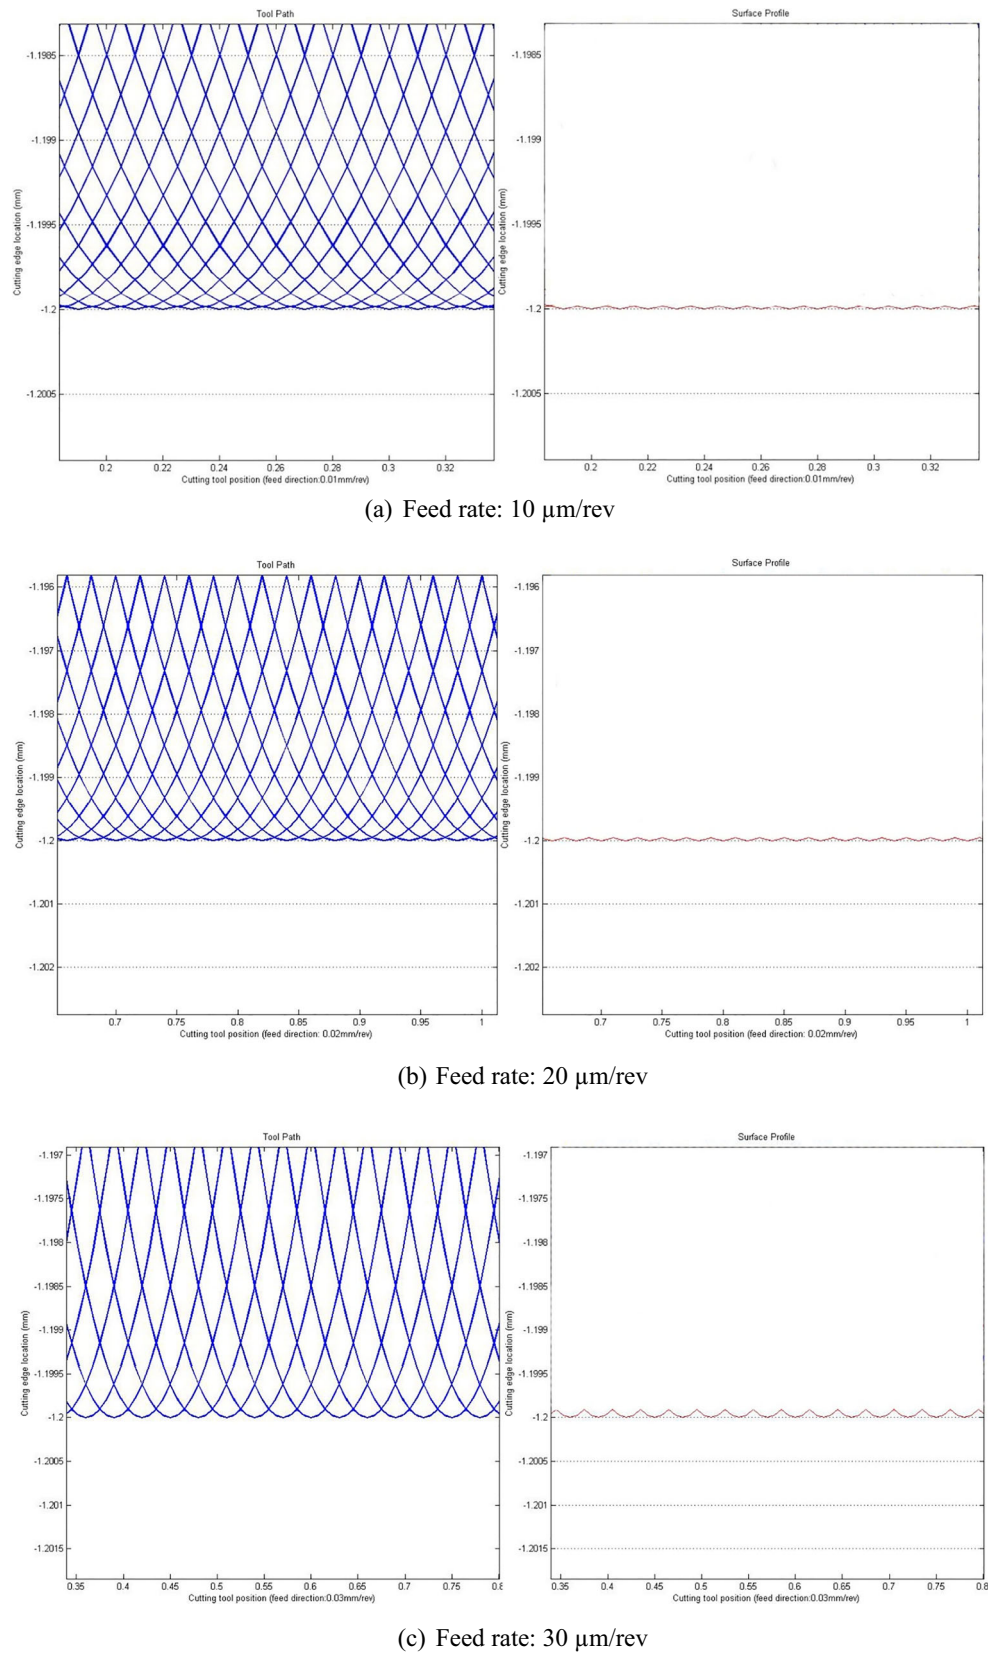 Tool Path
Surface Profile
-1.1985
-1.199
-1.1995
-1.2
-1.2005
Cutting edge location (mm)
0.2 0.22 0.24 0.26 0.28 0.3 0.32
Cutting tool position (feed direction:0.01mm/rev)
-1.1985
-1.199
-1.1995
-1.2
-1.2005
Cutting edge location (mm)
0.2 0.22 0.24 0.26 0.28 0.3 0.32
Cutting tool position (feed direction:0.01mm/rev)
(a) Feed rate: 10 µm/rev
Tool Path
Surface Profile
-1.196
-1.197
-1.198
-1.199
-1.2
-1.201
-1.202
Cutting edge location (mm)
0.7 0.75 0.8 0.85 0.9 0.95 1
Cutting tool position (feed direction: 0.02mm/rev)
-1.196
-1.197
-1.198
-1.199
-1.2
-1.201
-1.202
Cutting edge location (mm)
0.7 0.75 0.8 0.85 0.9 0.95 1
Cutting tool position (feed direction: 0.02mm/rev)
(b) Feed rate: 20 µm/rev
Tool Path
Surface Profile
-1.197
-1.1975
-1.198
-1.1985
-1.199
-1.1995
-1.2
-1.2005
-1.201
-1.2015
Cutting edge location (mm)
0.35 0.4 0.45 0.5 0.55 0.6 0.65 0.7 0.75 0.8
Cutting tool position (feed direction:0.03mm/rev)
-1.197
-1.1975
-1.198
-1.1985
-1.199
-1.1995
-1.2
-1.2005
-1.201
-1.2015
Cutting edge location (mm)
0.35 0.4 0.45 0.5 0.55 0.6 0.65 0.7 0.75 0.8
Cutting tool position (feed direction:0.03mm/rev)
(c) Feed rate: 30 µm/rev